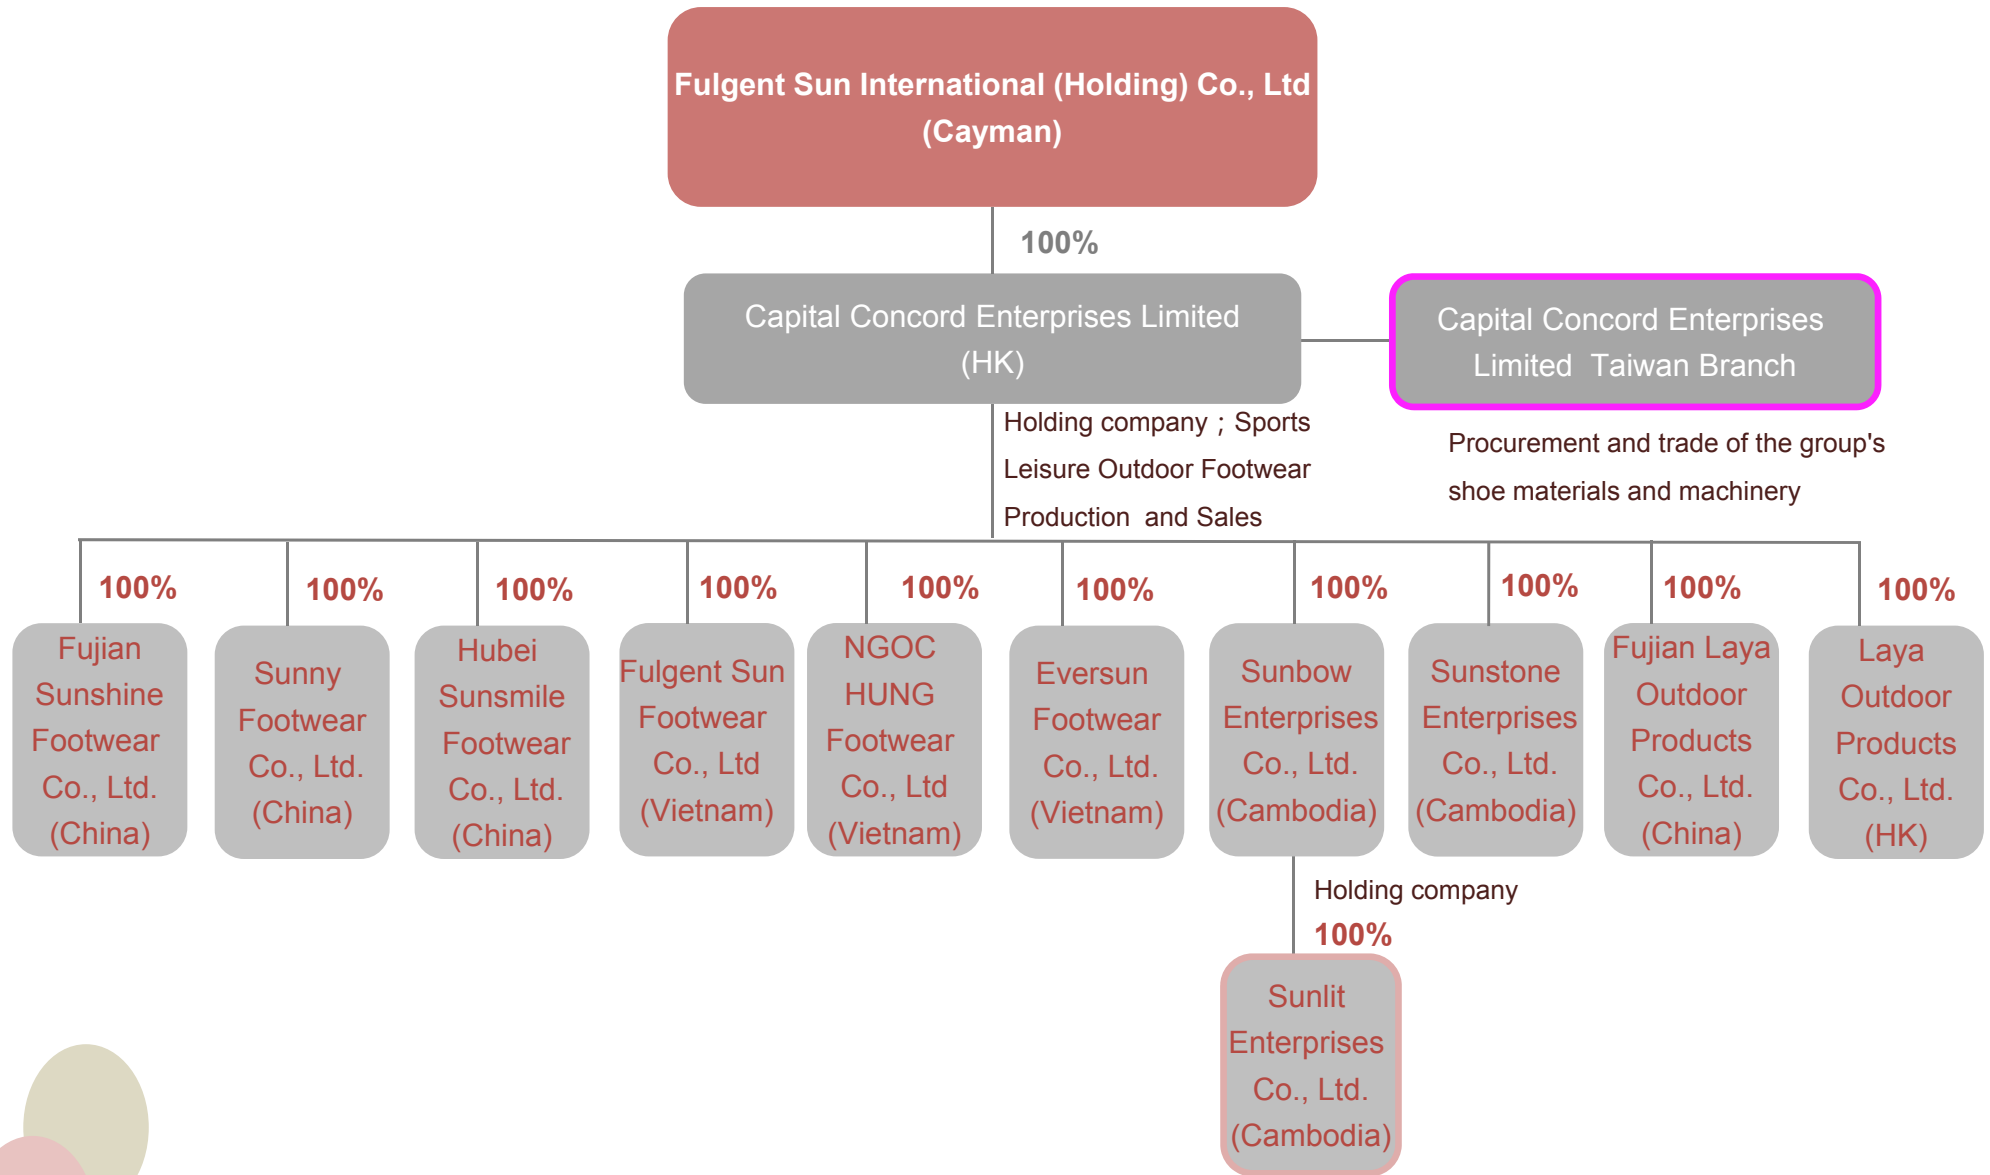 Fulgent Sun International (Holding) Co., Ltd
(Cayman)
100%
Capital Concord Enterprises Limited
(HK)
Capital Concord Enterprises
Limited  Taiwan Branch
Holding company；Sports
Leisure Outdoor Footwear
Production  and Sales
Procurement and trade of the group's
shoe materials and machinery
100%
Fujian
Sunshine
Footwear
Co., Ltd.
(China)
100%
Sunny
Footwear
Co., Ltd.
(China)
100%
Hubei
Sunsmile
Footwear
Co., Ltd.
(China)
100%
Fulgent Sun
Footwear
Co., Ltd
(Vietnam)
100%
NGOC
HUNG
Footwear
Co., Ltd
(Vietnam)
100%
Eversun
Footwear
Co., Ltd.
(Vietnam)
100%
Sunbow
Enterprises
Co., Ltd.
(Cambodia)
100%
Sunstone
Enterprises
Co., Ltd.
(Cambodia)
100%
Fujian Laya
Outdoor
Products
Co., Ltd.
(China)
100%
Laya
Outdoor
Products
Co., Ltd.
(HK)
Holding company
100%
Sunlit
Enterprises
Co., Ltd.
(Cambodia)